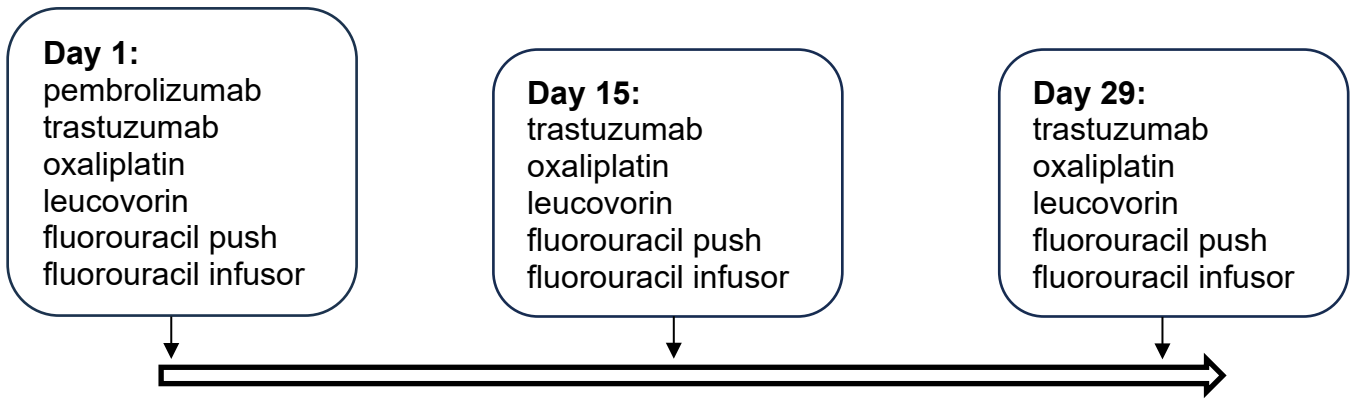 Day 1:
pembrolizumab
trastuzumab
oxaliplatin
leucovorin
fluorouracil push
fluorouracil infusor
Day 15:
trastuzumab
oxaliplatin
leucovorin
fluorouracil push
fluorouracil infusor
Day 29:
trastuzumab
oxaliplatin
leucovorin
fluorouracil push
fluorouracil infusor